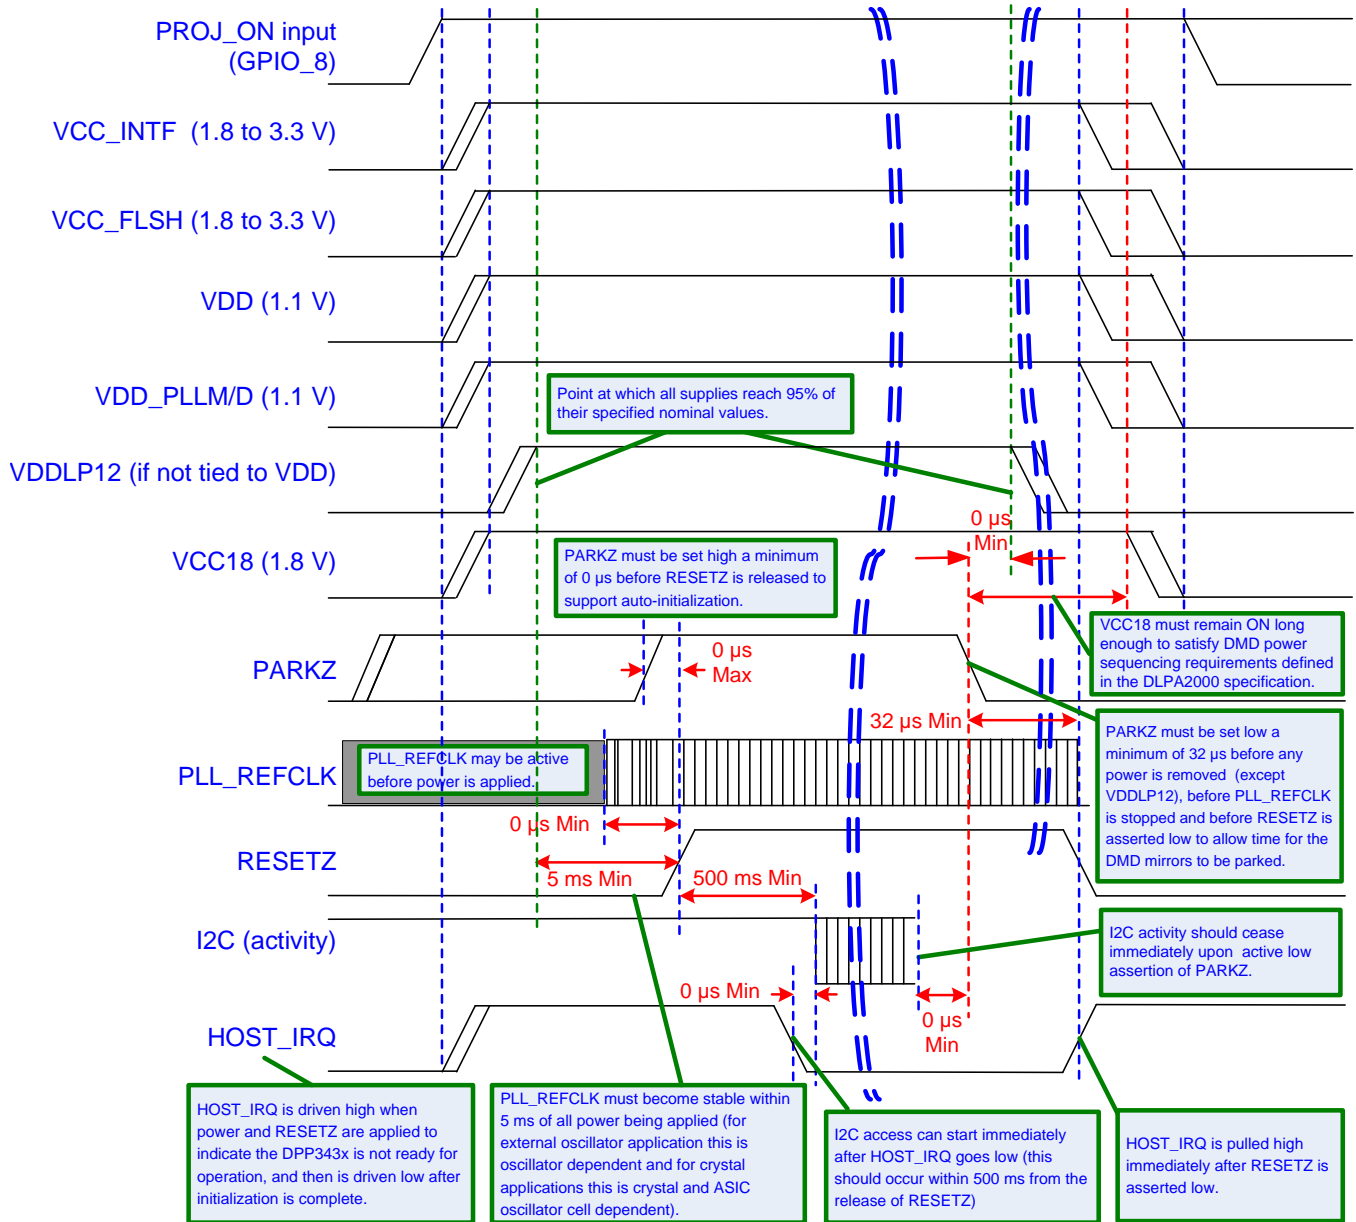 PROJ_ON input
(GPIO_8)
VCC_INTF  (1.8 to 3.3 V)
VCC_FLSH (1.8 to 3.3 V)
VDD (1.1 V)
VDD_PLLM/D (1.1 V)
Point at which all supplies reach 95% of
their specified nominal values.
VDDLP12 (if not tied to VDD)
0 µs
Min
VCC18 (1.8 V)
PARKZ must be set high a minimum
of 0 µs before RESETZ is released to
support auto-initialization.
VCC18 must remain ON long
enough to satisfy DMD power
sequencing requirements defined
in the DLPA2000 specification.
PARKZ
0 µs
Max
32 µs Min
PARKZ must be set low a
minimum of 32 µs before any
power is removed  (except
VDDLP12), before PLL_REFCLK
is stopped and before RESETZ is
asserted low to allow time for the
DMD mirrors to be parked.
PLL_REFCLK
PLL_REFCLK may be active
before power is applied.
0 µs Min
RESETZ
5 ms Min
500 ms Min
I2C (activity)
I2C activity should cease
immediately upon  active low
assertion of PARKZ.
0 µs Min
0 µs
Min
HOST_IRQ
HOST_IRQ is driven high when
power and RESETZ are applied to
indicate the DPP343x is not ready for
operation, and then is driven low after
initialization is complete.
PLL_REFCLK must become stable within
5 ms of all power being applied (for
external oscillator application this is
oscillator dependent and for crystal
applications this is crystal and ASIC
oscillator cell dependent).
I2C access can start immediately
after HOST_IRQ goes low (this
should occur within 500 ms from the
release of RESETZ)
HOST_IRQ is pulled high
immediately after RESETZ is
asserted low.